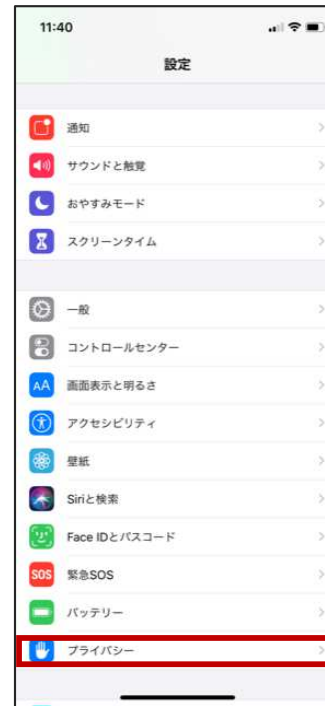 11:40
設定
通知
サウンドと触覚
おやすみモード
スクリーンタイム
一般
コントロールセンター
AA 画面表示と明るさ
アクセシビリティ
壁紙
Siriと検索
Face IDとパスコード
SOS 緊急SOS
バッテリー
プライバシー